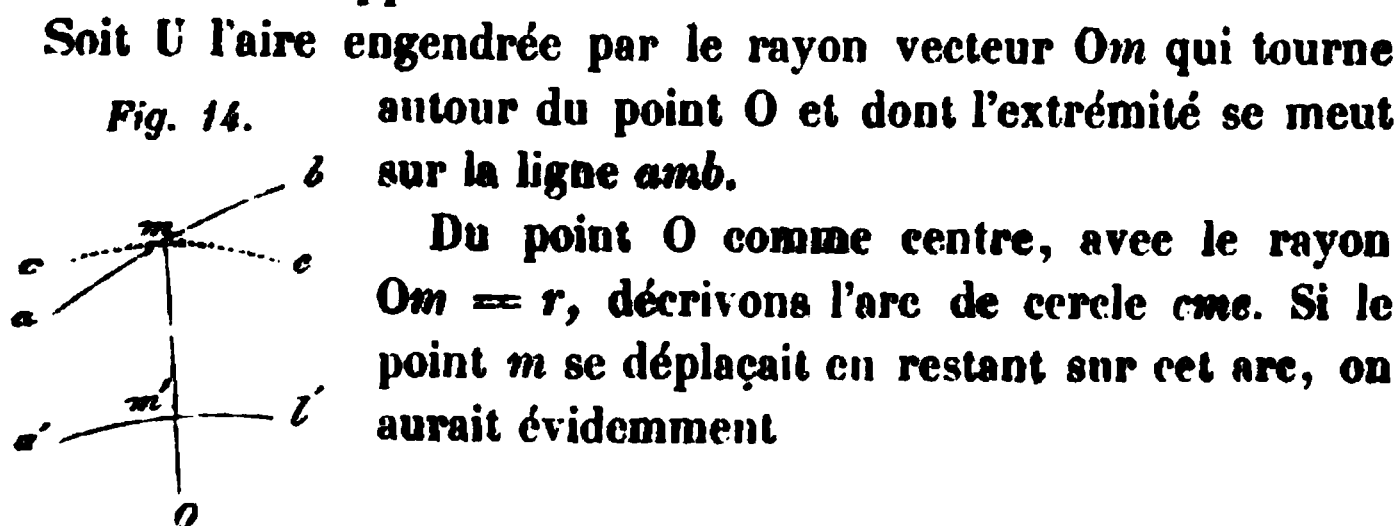 Soit U l'aire engendrée par le rayon vecteur Om qui tourne
Fig. 14.
autour du point O et dont l'extrémité se meut
sur la ligne amb.
Du point O comme centre, avec le rayon
Om = r, décrivons l'arc de cercle cmc. Si le
point m se déplaçait en restant sur cet arc, on
aurait évidemment
b
m
c
c
a
m'
a'
O